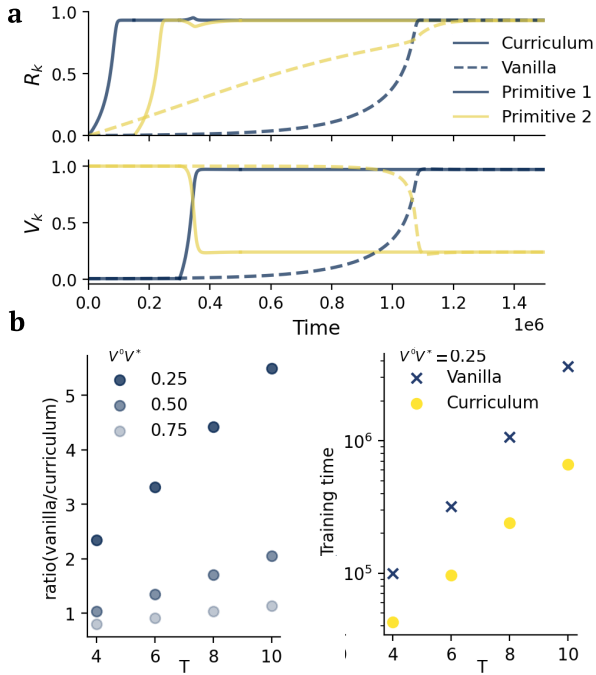 a
R_k
1.0
0.5
0.0
Curriculum
Vanilla
Primitive 1
Primitive 2
V_k
1.0
0.5
0.0
0.0 0.2 0.4 0.6 0.8 1.0 1.2 1.4
Time
1e6
b
ratio(vanilla/curriculum)
5
4
3
2
1
V⁰V*
0.25
0.50
0.75
4 6 8 10
T
Training time
10⁶
10⁵
V⁰V*=0.25
Vanilla
Curriculum
4 6 8 10
T